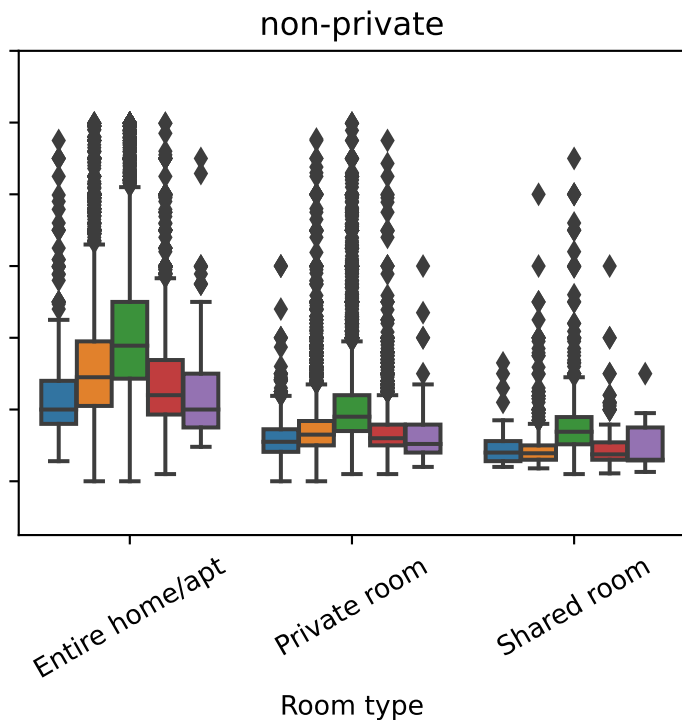 non-private
Entire home/apt
Private room
Shared room
Room type